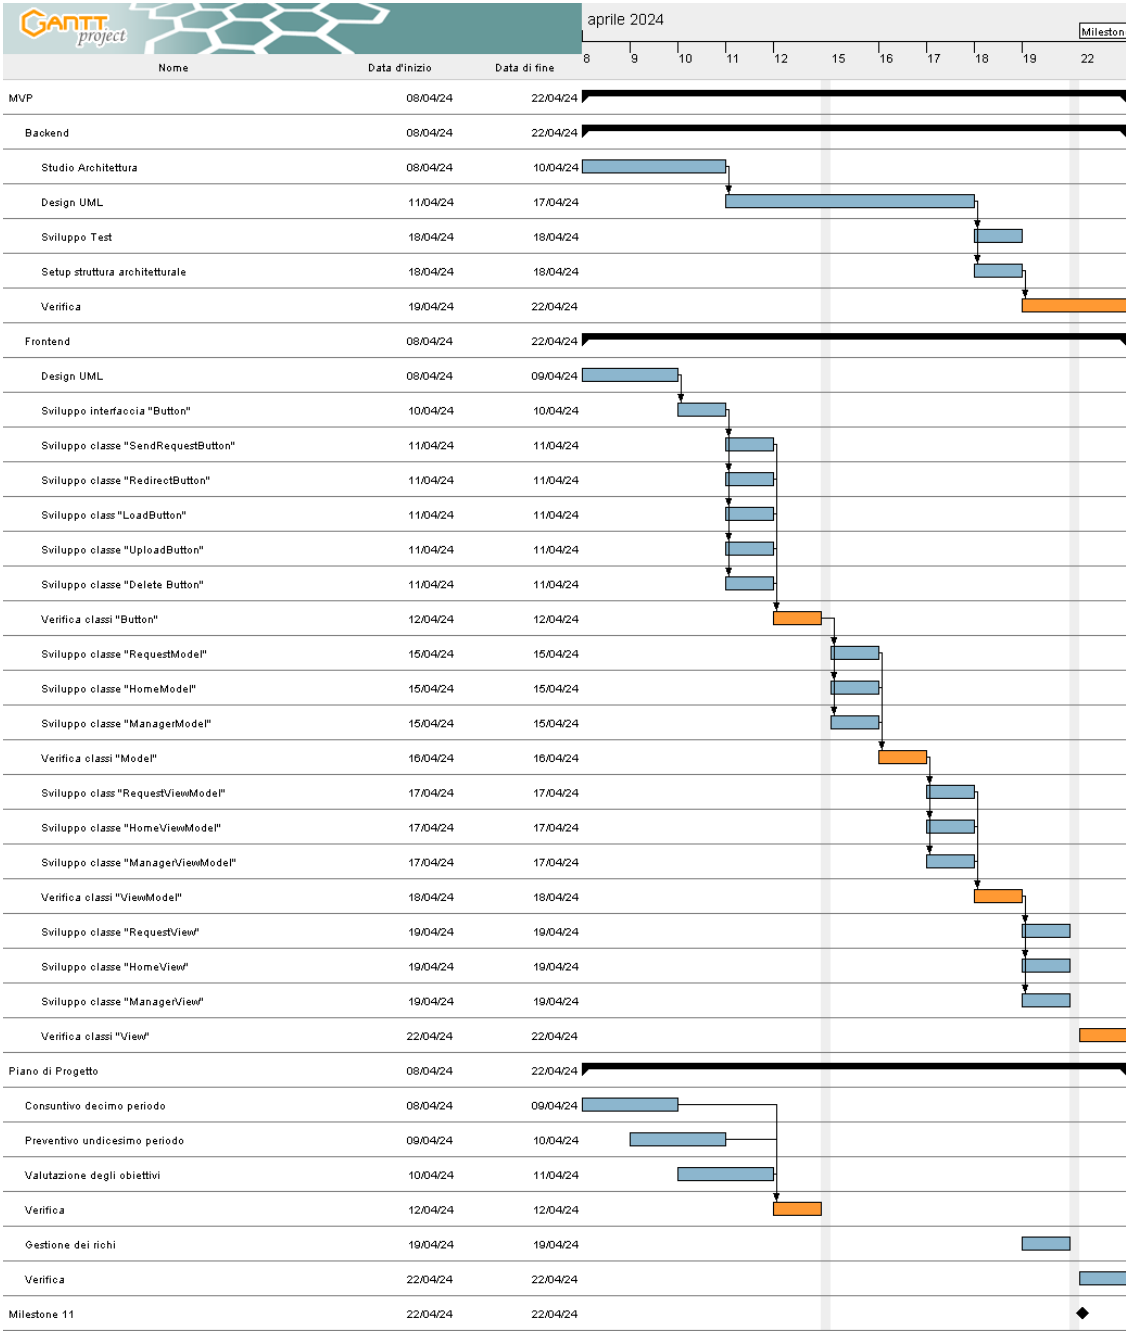 GANTT project
aprile 2024
Mileston
Nome Data d'inizio Data di fine 8 9 10 11 12 15 16 17 18 19 22
MVP 08/04/24 22/04/24
Backend 08/04/24 22/04/24
Studio Architettura 08/04/24 10/04/24
Design UML 11/04/24 17/04/24
Sviluppo Test 18/04/24 18/04/24
Setup struttura architetturale 18/04/24 18/04/24
Verifica 19/04/24 22/04/24
Frontend 08/04/24 22/04/24
Design UML 08/04/24 09/04/24
Sviluppo interfaccia "Button" 10/04/24 10/04/24
Sviluppo classe "SendRequestButton" 11/04/24 11/04/24
Sviluppo classe "RedirectButton" 11/04/24 11/04/24
Sviluppo class "LoadButton" 11/04/24 11/04/24
Sviluppo classe "UploadButton" 11/04/24 11/04/24
Sviluppo classe "Delete Button" 11/04/24 11/04/24
Verifica classi "Button" 12/04/24 12/04/24
Sviluppo classe "RequestModel" 15/04/24 15/04/24
Sviluppo classe "HomeModel" 15/04/24 15/04/24
Sviluppo classe "ManagerModel" 15/04/24 15/04/24
Verifica classi "Model" 16/04/24 16/04/24
Sviluppo class "RequestViewModel" 17/04/24 17/04/24
Sviluppo classe "HomeViewModel" 17/04/24 17/04/24
Sviluppo classe "ManagerViewModel" 17/04/24 17/04/24
Verifica classi "ViewModel" 18/04/24 18/04/24
Sviluppo classe "RequestView" 19/04/24 19/04/24
Sviluppo classe "HomeView" 19/04/24 19/04/24
Sviluppo classe "ManagerView" 19/04/24 19/04/24
Verifica classi "View" 22/04/24 22/04/24
Piano di Progetto 08/04/24 22/04/24
Consuntivo decimo periodo 08/04/24 09/04/24
Preventivo undicesimo periodo 09/04/24 10/04/24
Valutazione degli obiettivi 10/04/24 11/04/24
Verifica 12/04/24 12/04/24
Gestione dei richi 19/04/24 19/04/24
Verifica 22/04/24 22/04/24
Milestone 11 22/04/24 22/04/24